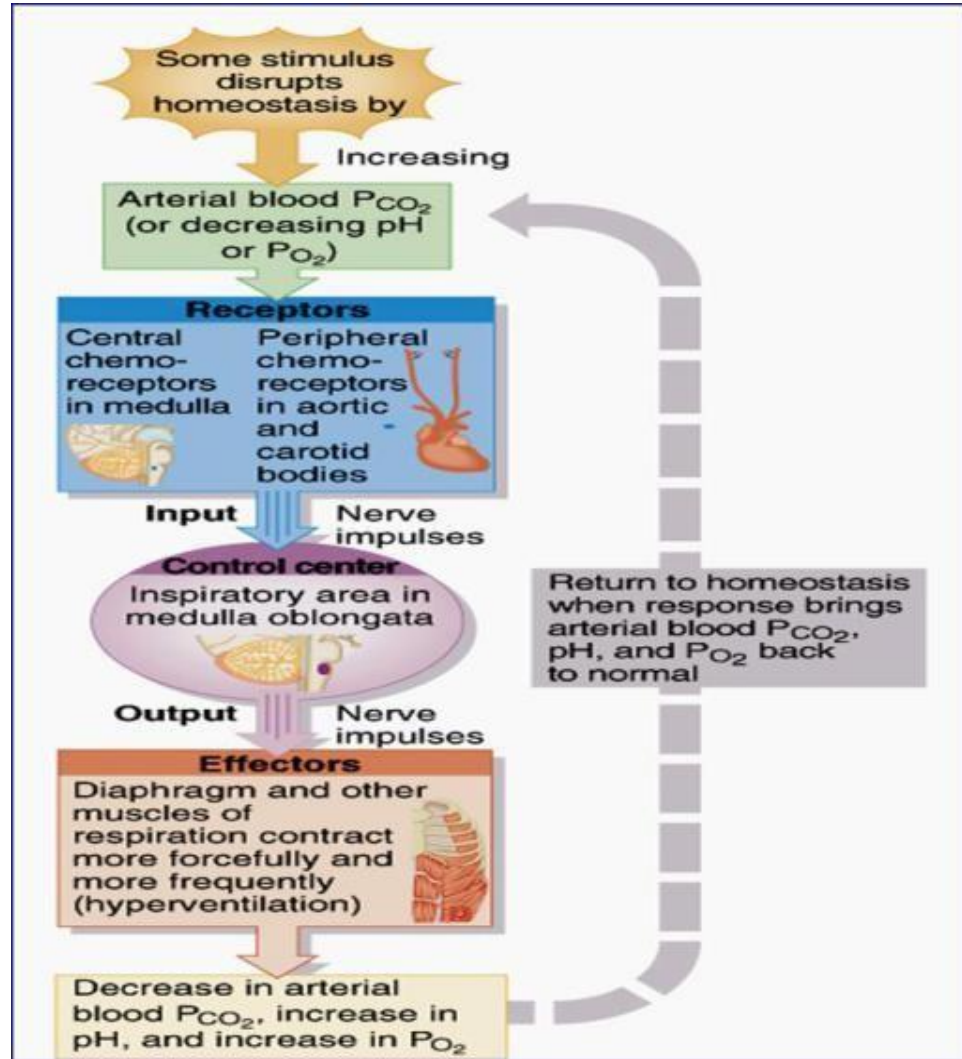 Some stimulus
disrupts
homeostasis by
Increasing
Arterial blood PCO2
(or decreasing pH
or PO2)
Receptors
Central
chemo-
receptors
in medulla
Peripheral
chemo-
receptors
in aortic
and
carotid
bodies
Input
Nerve
impulses
Control center
Inspiratory area in
medulla oblongata
Output
Nerve
impulses
Effectors
Diaphragm and other
muscles of
respiration contract
more forcefully and
more frequently
(hyperventilation)
Decrease in arterial
blood PCO2, increase in
pH, and increase in PO2
Return to homeostasis
when response brings
arterial blood PCO2,
pH, and PO2 back
to normal